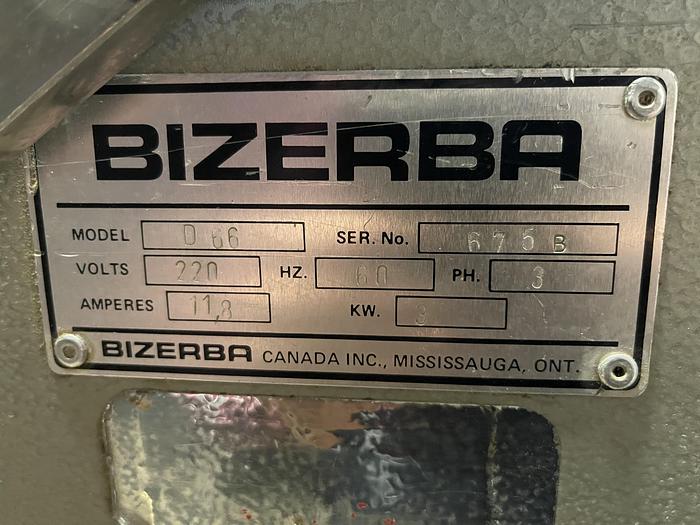 BIZERBA
MODEL D 66 SER. No. 675 B
VOLTS 220 HZ. 60 PH. 3
AMPERES 11,8 KW. 3
BIZERBA CANADA INC., MISSISSAUGA, ONT.